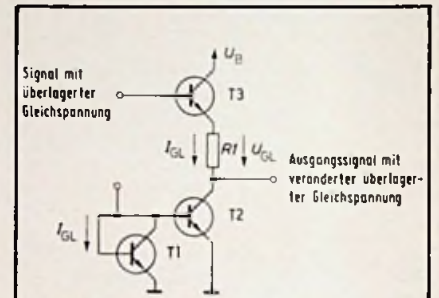 Signal mit
überlagerter
Gleichspannung
U_B
T3
I_GL
R1
U_GL
Ausgangssignal mit
veränderter überlager-
ter Gleichspannung
T2
I_GL
T1